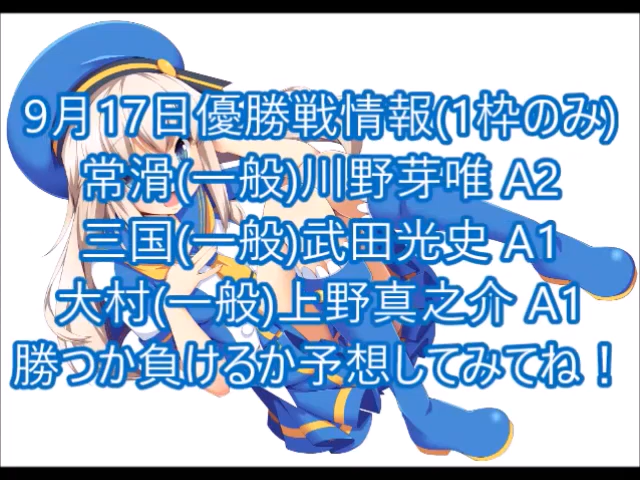 9月17日優勝戦情報(1枠のみ)
常滑(一般)川野芽唯 A2
三国(一般)武田光史 A1
大村(一般)上野真之介 A1
勝つか負けるか予想してみてね！